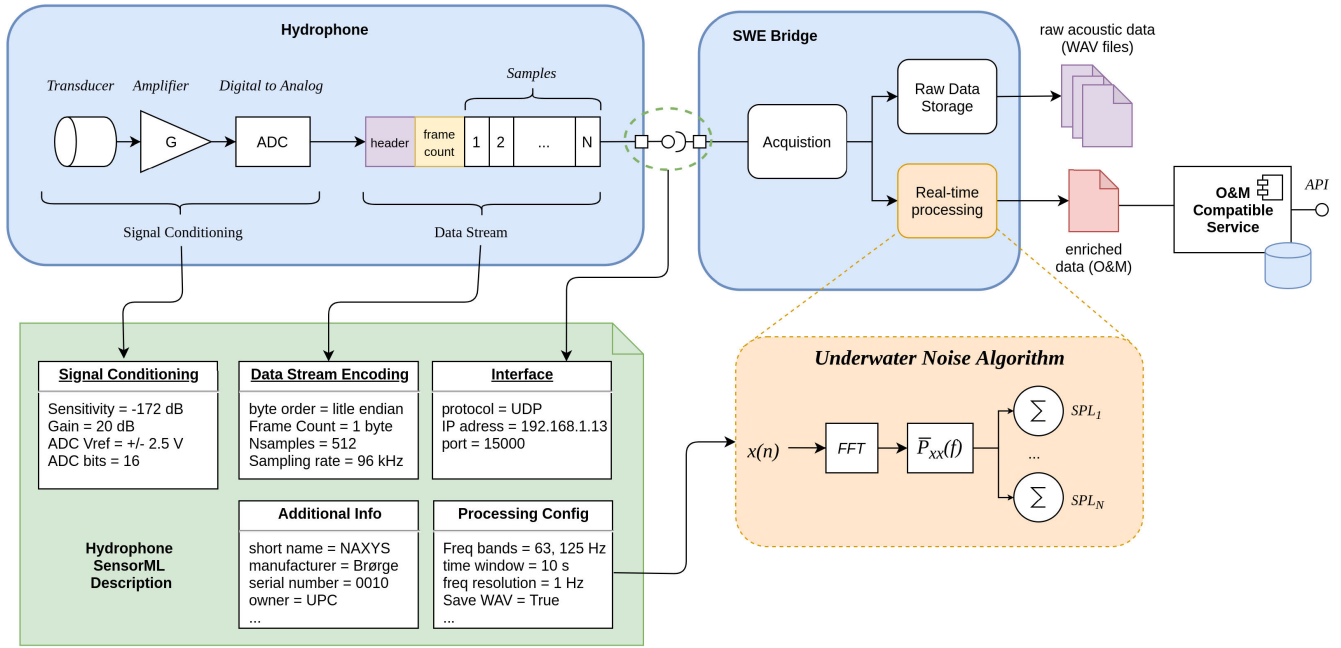 Hydrophone
Transducer
Amplifier
Digital to Analog
Samples
G
ADC
header
frame
count
1
2
...
N
Signal Conditioning
Data Stream
SWE Bridge
Acquistion
Raw Data
Storage
Real-time
processing
raw acoustic data
(WAV files)
enriched
data (O&M)
O&M
Compatible
Service
API
Signal Conditioning
Sensitivity = -172 dB
Gain = 20 dB
ADC Vref = +/- 2.5 V
ADC bits = 16
Data Stream Encoding
byte order = litle endian
Frame Count = 1 byte
Nsamples = 512
Sampling rate = 96 kHz
Interface
protocol = UDP
IP adress = 192.168.1.13
port = 15000
Hydrophone
SensorML
Description
Additional Info
short name = NAXYS
manufacturer = Brørge
serial number = 0010
owner = UPC
...
Processing Config
Freq bands = 63, 125 Hz
time window = 10 s
freq resolution = 1 Hz
Save WAV = True
...
Underwater Noise Algorithm
x(n)
FFT
P̅xx(f)
∑
SPL1
...
∑
SPLN